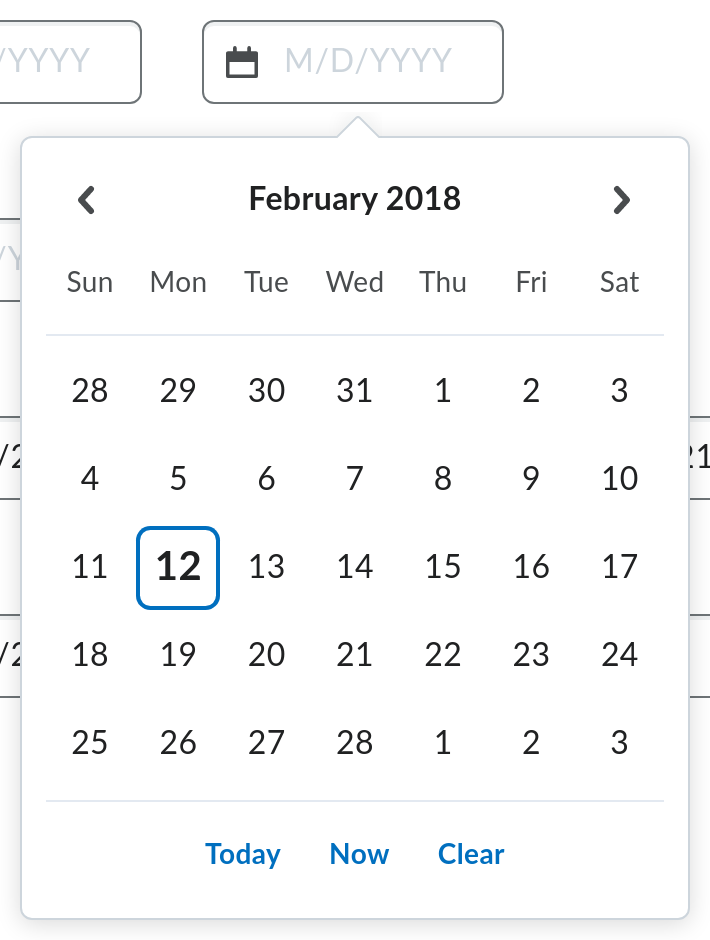 /YYYY M/D/YYYY
February 2018
Sun Mon Tue Wed Thu Fri Sat
28 29 30 31 1 2 3
4 5 6 7 8 9 10
11 12 13 14 15 16 17
18 19 20 21 22 23 24
25 26 27 28 1 2 3
Today Now Clear